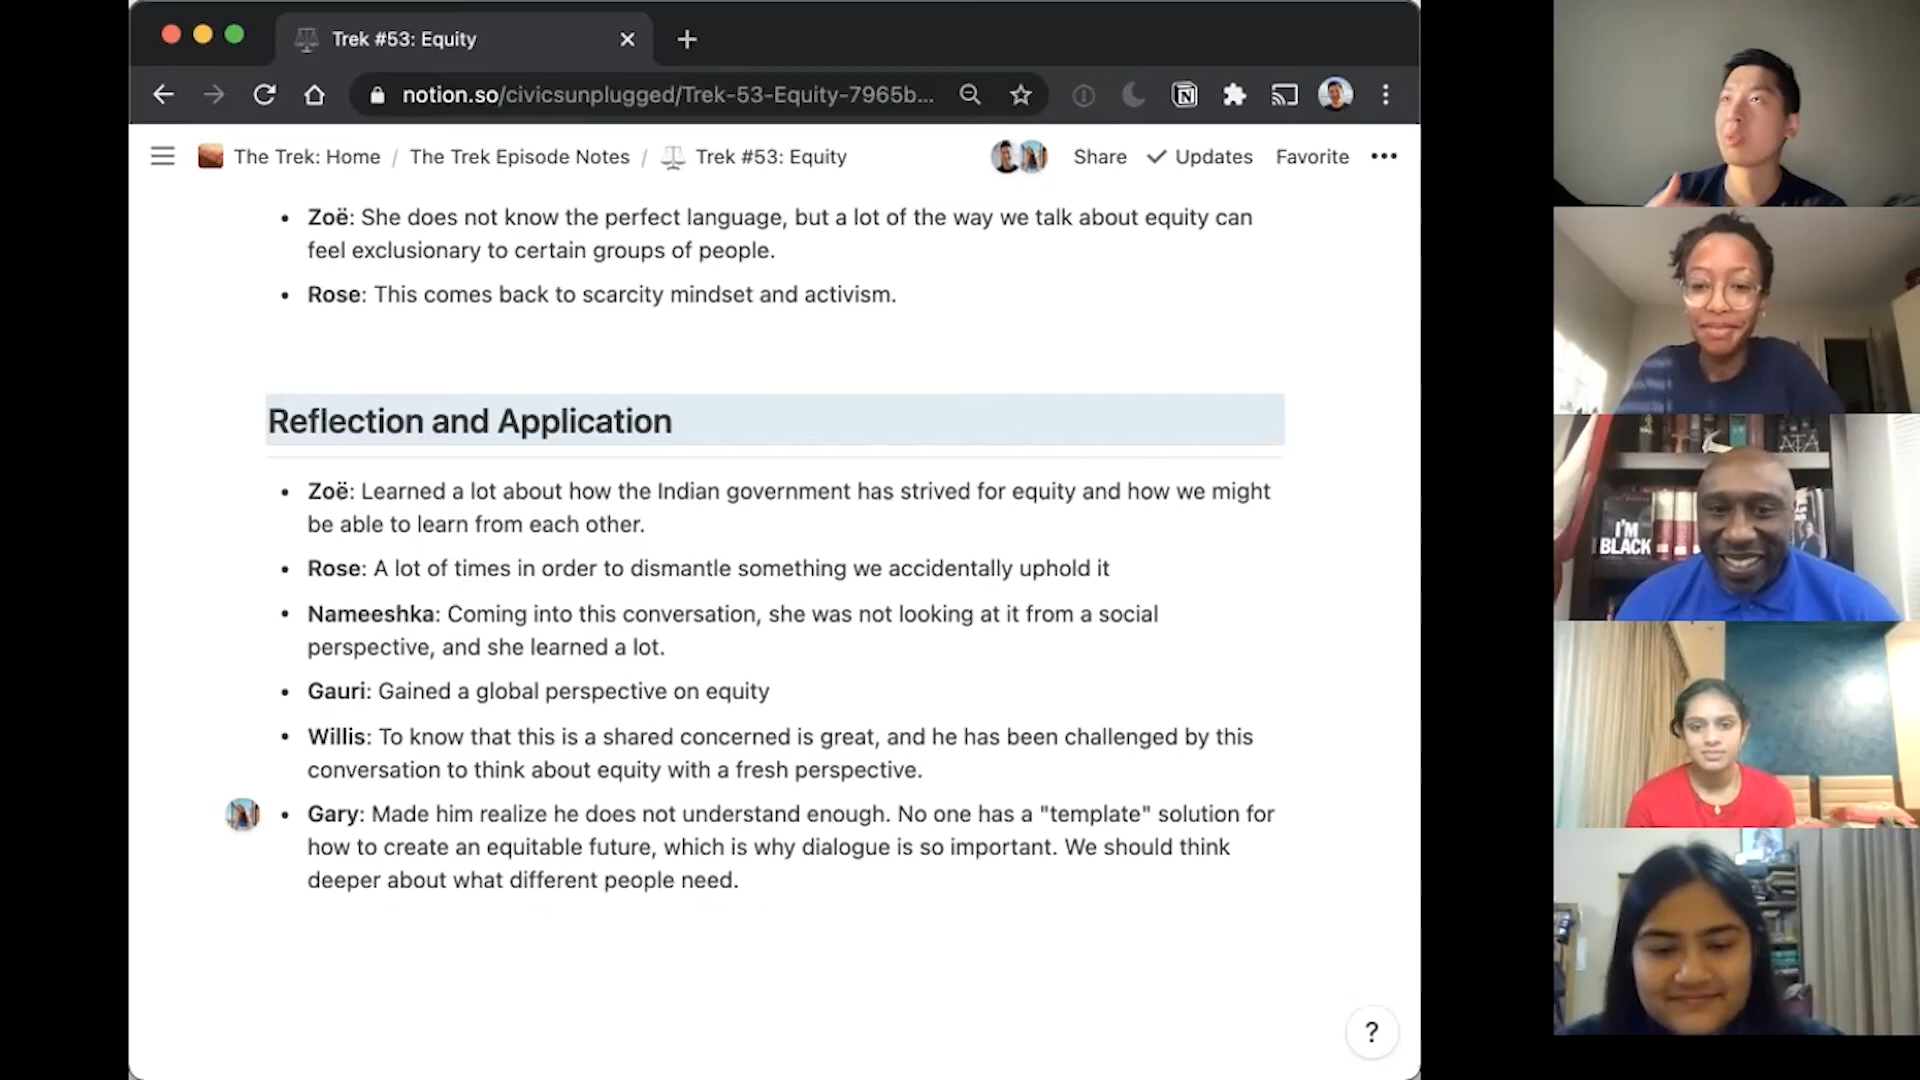 Trek #53: Equity
notion.so/civicsunplugged/Trek-53-Equity-7965b...
The Trek: Home / The Trek Episode Notes / Trek #53: Equity
Share
Updates
Favorite
Zoë: She does not know the perfect language, but a lot of the way we talk about equity can
feel exclusionary to certain groups of people.
Rose: This comes back to scarcity mindset and activism.
Reflection and Application
Zoë: Learned a lot about how the Indian government has strived for equity and how we might
be able to learn from each other.
Rose: A lot of times in order to dismantle something we accidentally uphold it
Nameeshka: Coming into this conversation, she was not looking at it from a social
perspective, and she learned a lot.
Gauri: Gained a global perspective on equity
Willis: To know that this is a shared concerned is great, and he has been challenged by this
conversation to think about equity with a fresh perspective.
Gary: Made him realize he does not understand enough. No one has a "template" solution for
how to create an equitable future, which is why dialogue is so important. We should think
deeper about what different people need.
?
I'M
BLACK